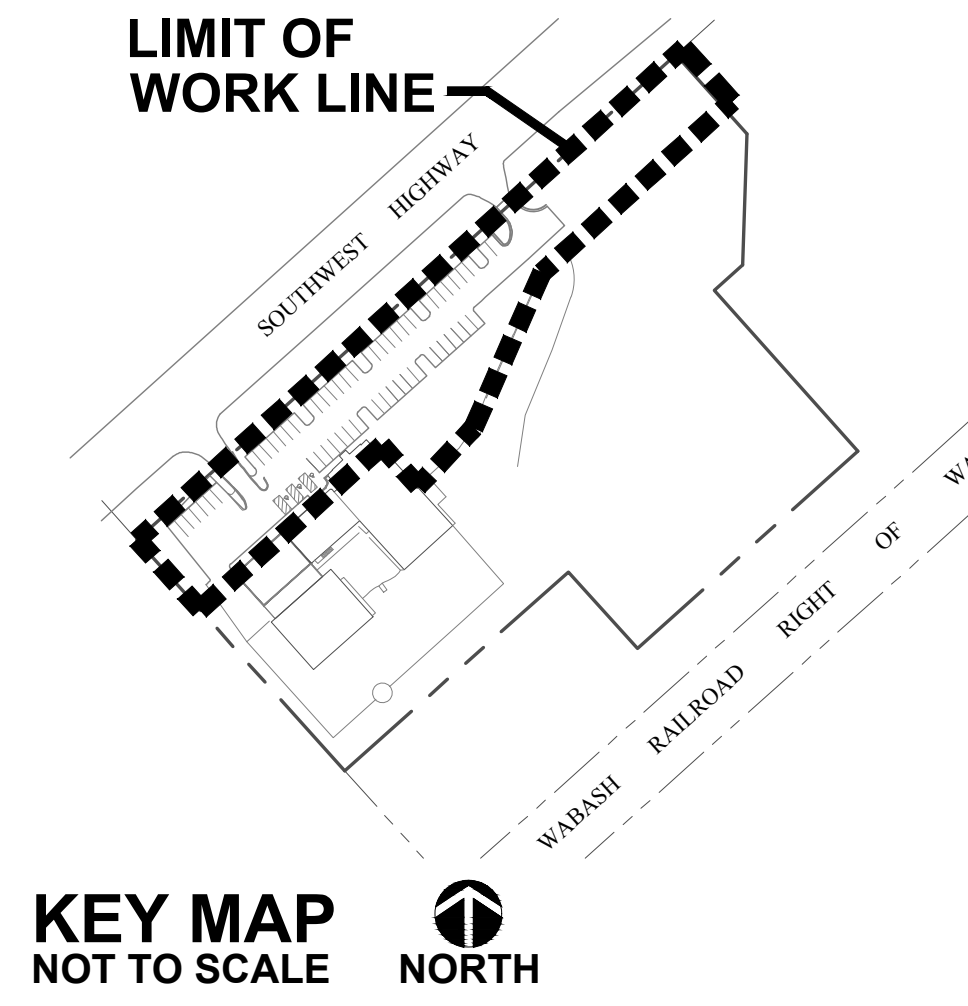 LIMIT OF
WORK LINE
SOUTHWEST HIGHWAY
WABASH RAILROAD RIGHT OF
KEY MAP
NOT TO SCALE
NORTH